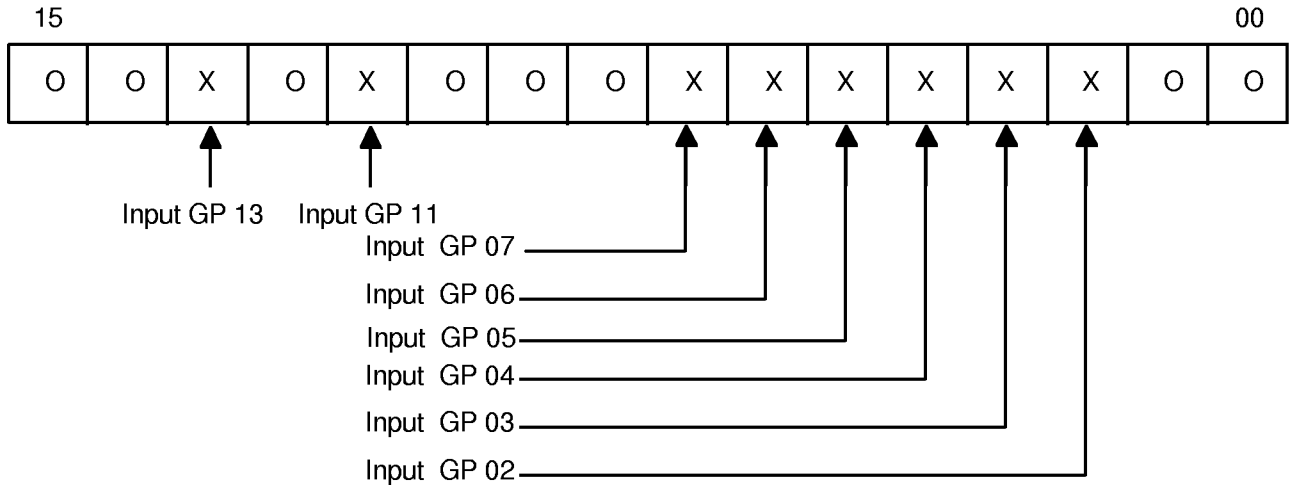 15 00
O O X O X O O O X X X X X X O O
Input GP 13 Input GP 11
Input GP 07
Input GP 06
Input GP 05
Input GP 04
Input GP 03
Input GP 02